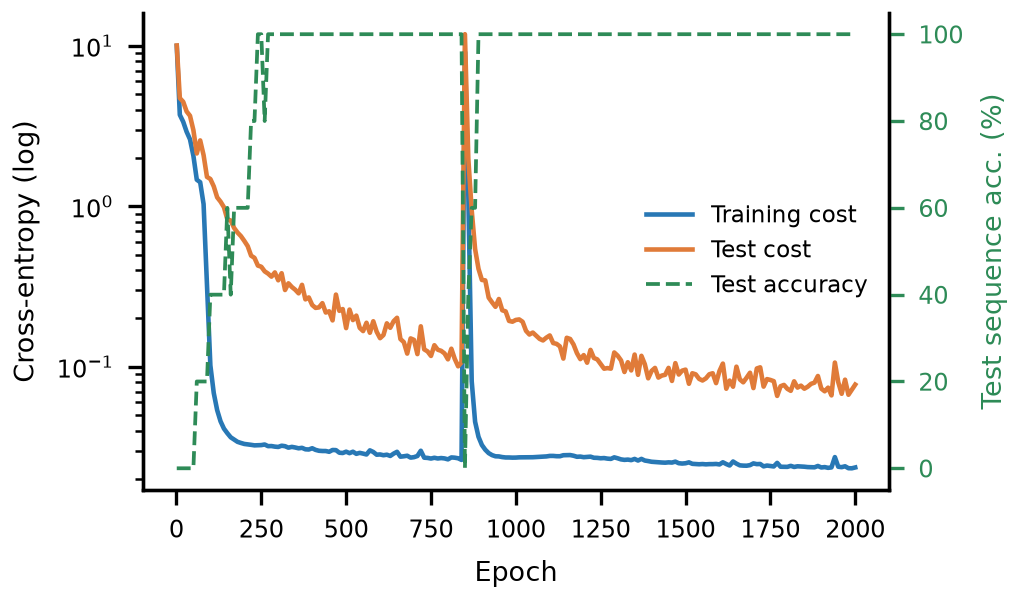 10¹
10⁰
10⁻¹
Cross-entropy (log)
100
80
60
40
20
0
Test sequence acc. (%)
Training cost
Test cost
Test accuracy
0 250 500 750 1000 1250 1500 1750 2000
Epoch